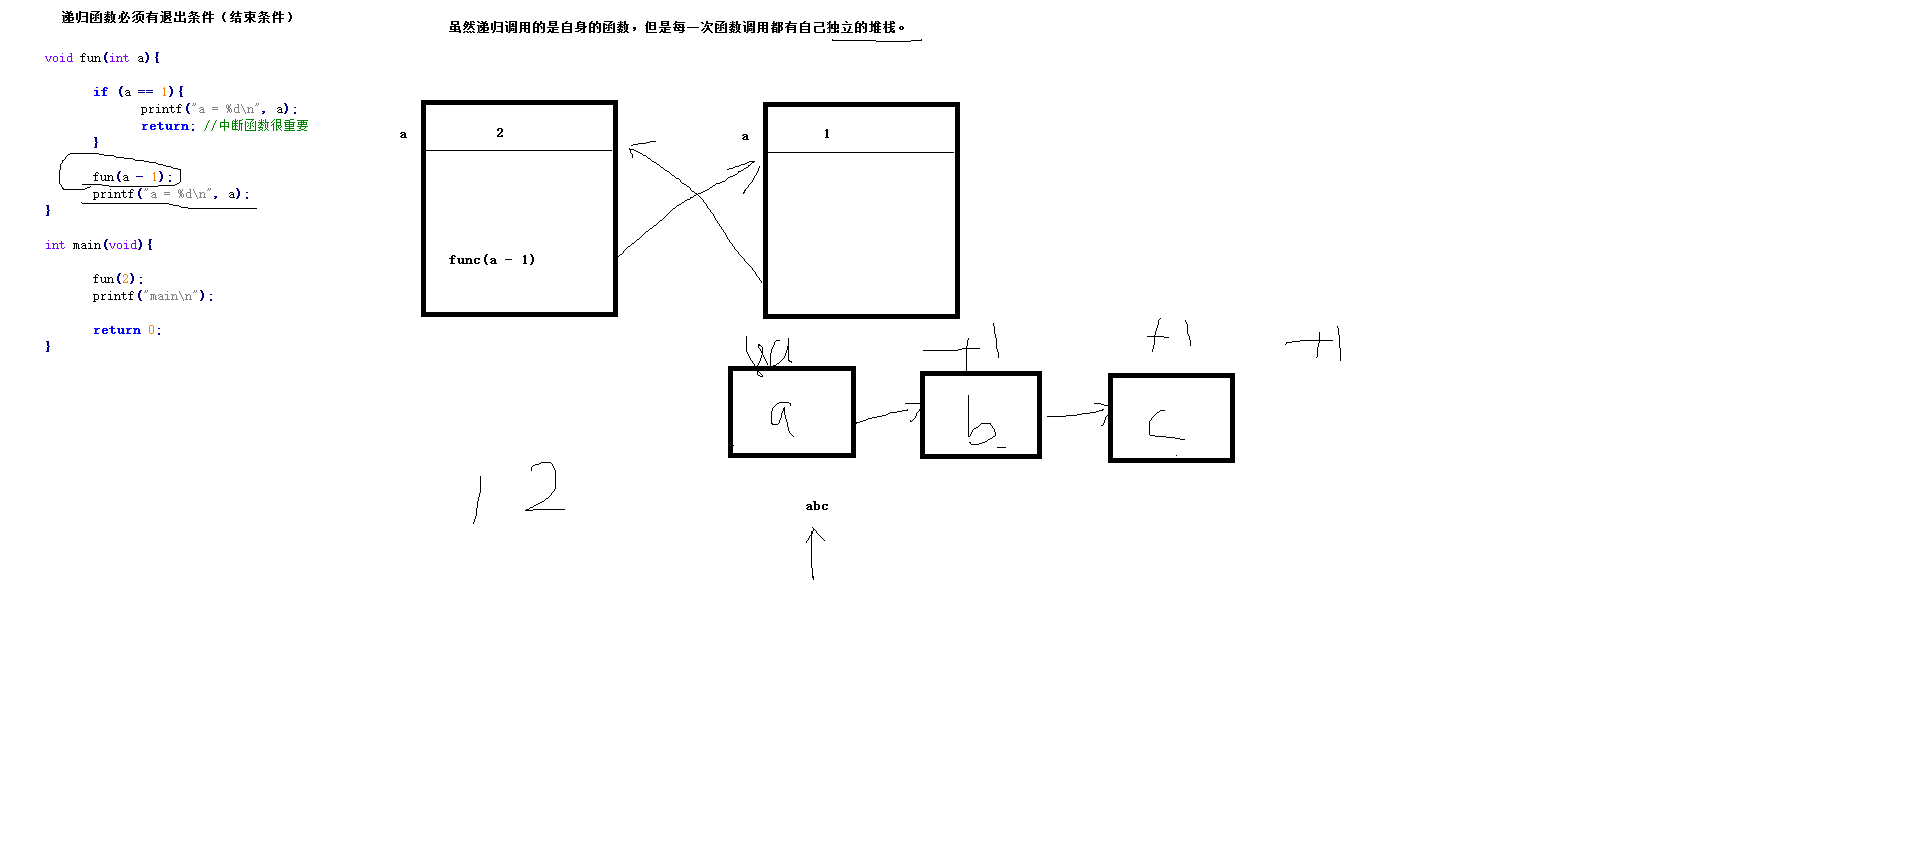 递归函数必须有退出条件（结束条件）
虽然递归调用的是自身的函数，但是每一次函数调用都有自己独立的堆栈。
void fun(int a){
if (a == 1){
printf("a = %d\n", a);
return; //中断函数很重要
}
fun(a - 1);
printf("a = %d\n", a);
}
int main(void){
fun(2);
printf("main\n");
return 0;
}
a 2
func(a - 1)
a 1
+1 +1 +1
a b c
1 2
abc